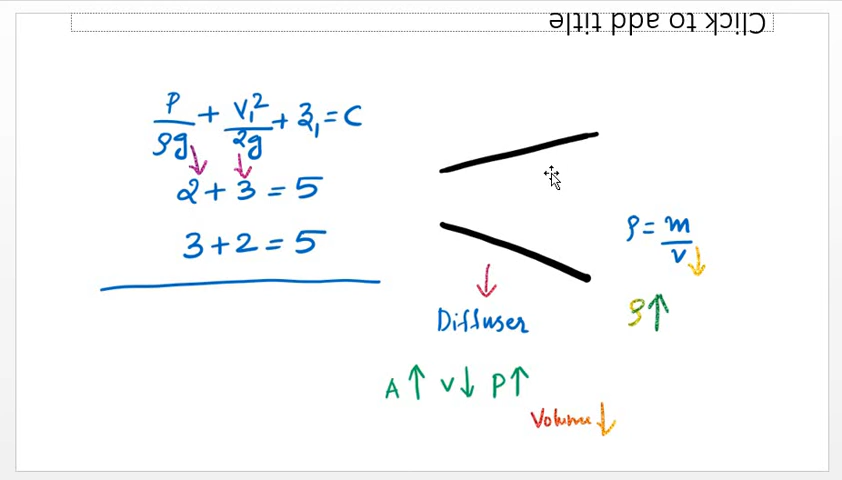 Click to add title
P/ρg + V₁²/2g + z₁ = C
2 + 3 = 5
3 + 2 = 5
ρ = m/v ↓
ρ ↑
Diffuser
A ↑ V ↓ P ↑
Volume ↓